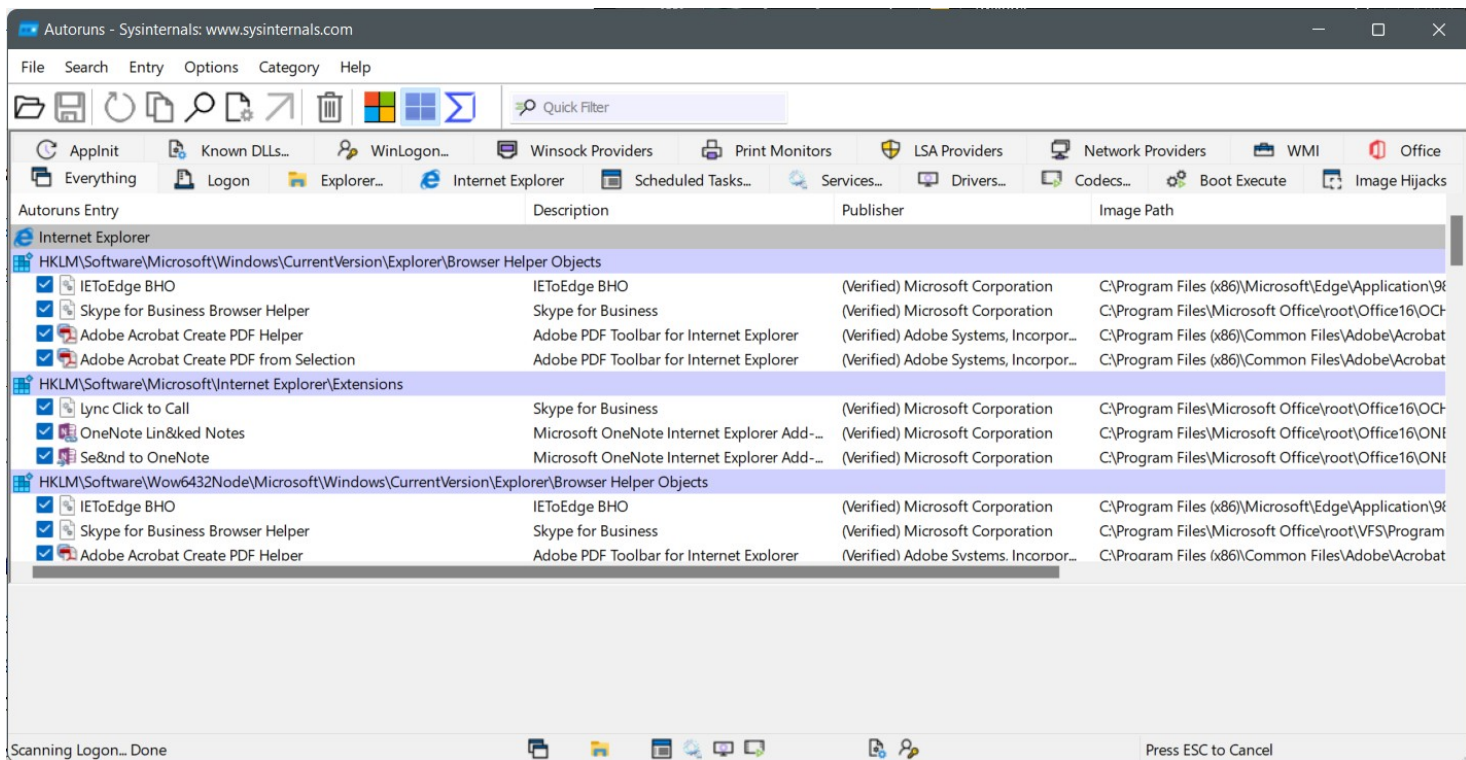 Autoruns - Sysinternals: www.sysinternals.com
File Search Entry Options Category Help
Quick Filter
AppInit Known DLLs... WinLogon... Winsock Providers Print Monitors LSA Providers Network Providers WMI Office
Everything Logon Explorer... Internet Explorer Scheduled Tasks... Services... Drivers... Codecs... Boot Execute Image Hijacks
Autoruns Entry Description Publisher Image Path
Internet Explorer
HKLM\Software\Microsoft\Windows\CurrentVersion\Explorer\Browser Helper Objects
IEToEdge BHO IEToEdge BHO (Verified) Microsoft Corporation C:\Program Files (x86)\Microsoft\Edge\Application\98
Skype for Business Browser Helper Skype for Business (Verified) Microsoft Corporation C:\Program Files\Microsoft Office\root\Office16\OCH
Adobe Acrobat Create PDF Helper Adobe PDF Toolbar for Internet Explorer (Verified) Adobe Systems, Incorpor... C:\Program Files (x86)\Common Files\Adobe\Acrobat
Adobe Acrobat Create PDF from Selection Adobe PDF Toolbar for Internet Explorer (Verified) Adobe Systems, Incorpor... C:\Program Files (x86)\Common Files\Adobe\Acrobat
HKLM\Software\Microsoft\Internet Explorer\Extensions
Lync Click to Call Skype for Business (Verified) Microsoft Corporation C:\Program Files\Microsoft Office\root\Office16\OCH
OneNote Lin&ked Notes Microsoft OneNote Internet Explorer Add-... (Verified) Microsoft Corporation C:\Program Files\Microsoft Office\root\Office16\ONE
Se&nd to OneNote Microsoft OneNote Internet Explorer Add-... (Verified) Microsoft Corporation C:\Program Files\Microsoft Office\root\Office16\ONE
HKLM\Software\Wow6432Node\Microsoft\Windows\CurrentVersion\Explorer\Browser Helper Objects
IEToEdge BHO IEToEdge BHO (Verified) Microsoft Corporation C:\Program Files (x86)\Microsoft\Edge\Application\98
Skype for Business Browser Helper Skype for Business (Verified) Microsoft Corporation C:\Program Files\Microsoft Office\root\VFS\Program
Adobe Acrobat Create PDF Helper Adobe PDF Toolbar for Internet Explorer (Verified) Adobe Systems, Incorpor... C:\Program Files (x86)\Common Files\Adobe\Acrobat
Scanning Logon... Done Press ESC to Cancel